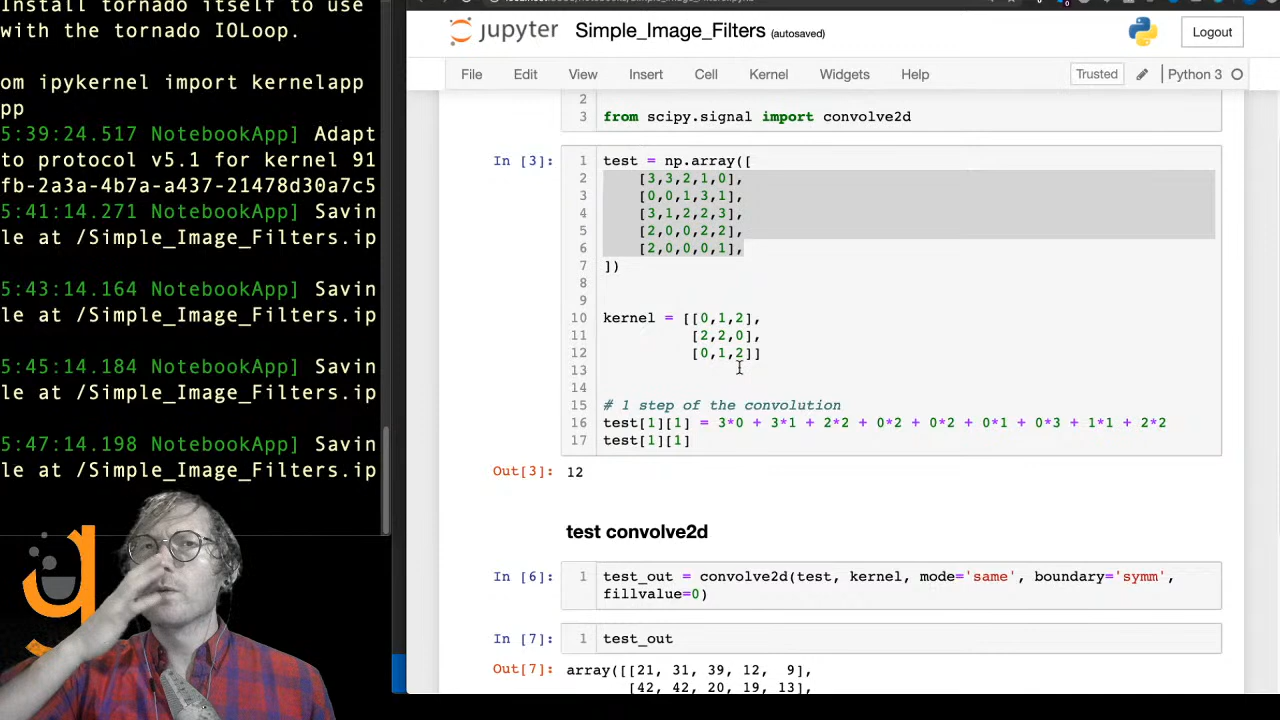 Install tornado itself to use
with the tornado IOLoop.
om ipykernel import kernelapp
pp
5:39:24.517 NotebookApp] Adapt
to protocol v5.1 for kernel 91
fb-2a3a-4b7a-a437-21478d30a7c5
5:41:14.271 NotebookApp] Savin
le at /Simple_Image_Filters.ip
5:43:14.164 NotebookApp] Savin
le at /Simple_Image_Filters.ip
5:45:14.184 NotebookApp] Savin
le at /Simple_Image_Filters.ip
5:47:14.198 NotebookApp] Savin
le at /Simple_Image_Filters.ip
jupyter Simple_Image_Filters (autosaved) Logout
File Edit View Insert Cell Kernel Widgets Help Trusted Python 3
2
3 from scipy.signal import convolve2d
In [3]: 1 test = np.array([
2 [3,3,2,1,0],
3 [0,0,1,3,1],
4 [3,1,2,2,3],
5 [2,0,0,2,2],
6 [2,0,0,0,1],
7 ])
8
9
10 kernel = [[0,1,2],
11 [2,2,0],
12 [0,1,2]]
13
14
15 # 1 step of the convolution
16 test[1][1] = 3*0 + 3*1 + 2*2 + 0*2 + 0*2 + 0*1 + 0*3 + 1*1 + 2*2
17 test[1][1]
Out[3]: 12
test convolve2d
In [6]: 1 test_out = convolve2d(test, kernel, mode='same', boundary='symm',
fillvalue=0)
In [7]: 1 test_out
Out[7]: array([[21, 31, 39, 12, 9],
[42, 42, 20, 19, 13],